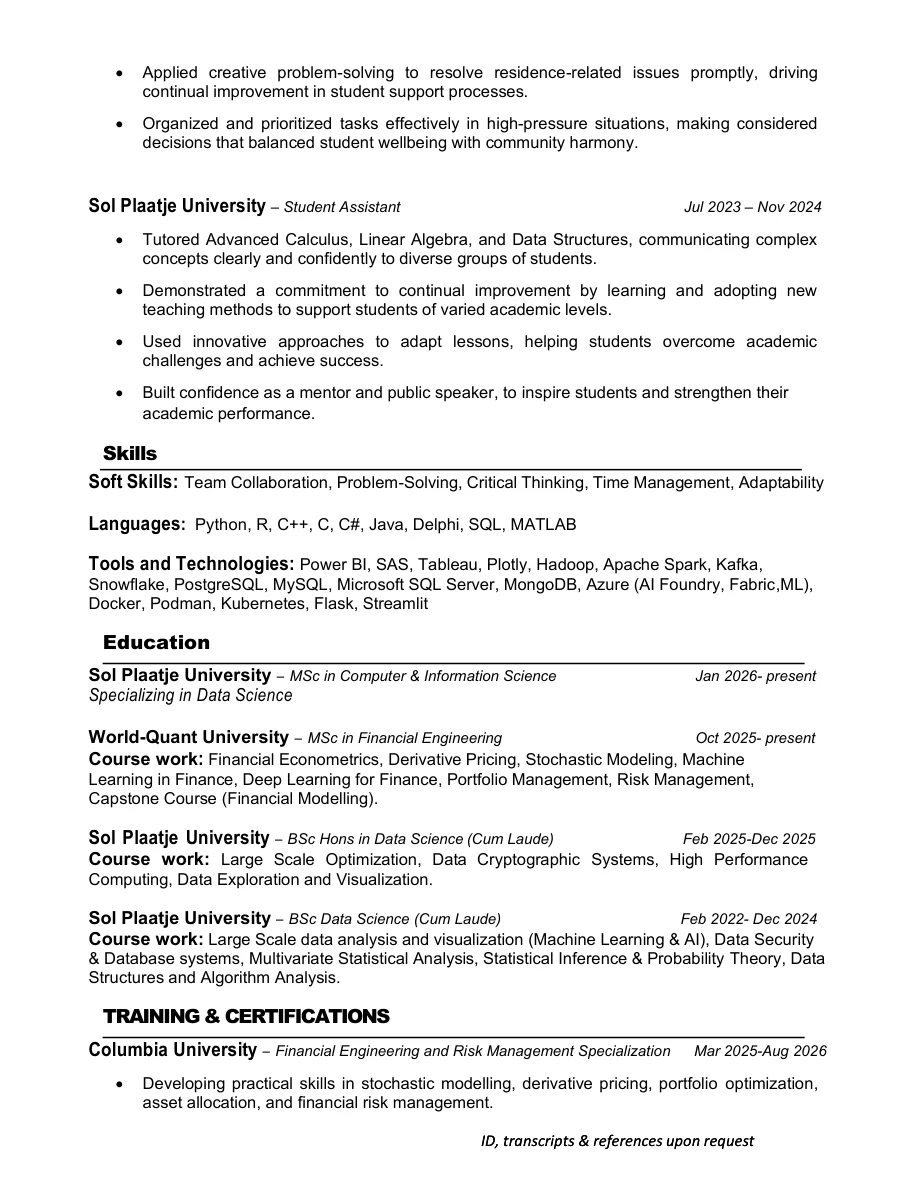 • Applied creative problem-solving to resolve residence-related issues promptly, driving
continual improvement in student support processes.
• Organized and prioritized tasks effectively in high-pressure situations, making considered
decisions that balanced student wellbeing with community harmony.
Sol Plaatje University – Student Assistant Jul 2023 – Nov 2024
• Tutored Advanced Calculus, Linear Algebra, and Data Structures, communicating complex
concepts clearly and confidently to diverse groups of students.
• Demonstrated a commitment to continual improvement by learning and adopting new
teaching methods to support students of varied academic levels.
• Used innovative approaches to adapt lessons, helping students overcome academic
challenges and achieve success.
• Built confidence as a mentor and public speaker, to inspire students and strengthen their
academic performance.
Skills
Soft Skills: Team Collaboration, Problem-Solving, Critical Thinking, Time Management, Adaptability
Languages: Python, R, C++, C, C#, Java, Delphi, SQL, MATLAB
Tools and Technologies: Power BI, SAS, Tableau, Plotly, Hadoop, Apache Spark, Kafka,
Snowflake, PostgreSQL, MySQL, Microsoft SQL Server, MongoDB, Azure (AI Foundry, Fabric,ML),
Docker, Podman, Kubernetes, Flask, Streamlit
Education
Sol Plaatje University – MSc in Computer & Information Science Jan 2026- present
Specializing in Data Science
World-Quant University – MSc in Financial Engineering Oct 2025- present
Course work: Financial Econometrics, Derivative Pricing, Stochastic Modeling, Machine
Learning in Finance, Deep Learning for Finance, Portfolio Management, Risk Management,
Capstone Course (Financial Modelling).
Sol Plaatje University – BSc Hons in Data Science (Cum Laude) Feb 2025-Dec 2025
Course work: Large Scale Optimization, Data Cryptographic Systems, High Performance
Computing, Data Exploration and Visualization.
Sol Plaatje University – BSc Data Science (Cum Laude) Feb 2022- Dec 2024
Course work: Large Scale data analysis and visualization (Machine Learning & AI), Data Security
& Database systems, Multivariate Statistical Analysis, Statistical Inference & Probability Theory, Data
Structures and Algorithm Analysis.
TRAINING & CERTIFICATIONS
Columbia University – Financial Engineering and Risk Management Specialization Mar 2025-Aug 2026
• Developing practical skills in stochastic modelling, derivative pricing, portfolio optimization,
asset allocation, and financial risk management.
ID, transcripts & references upon request